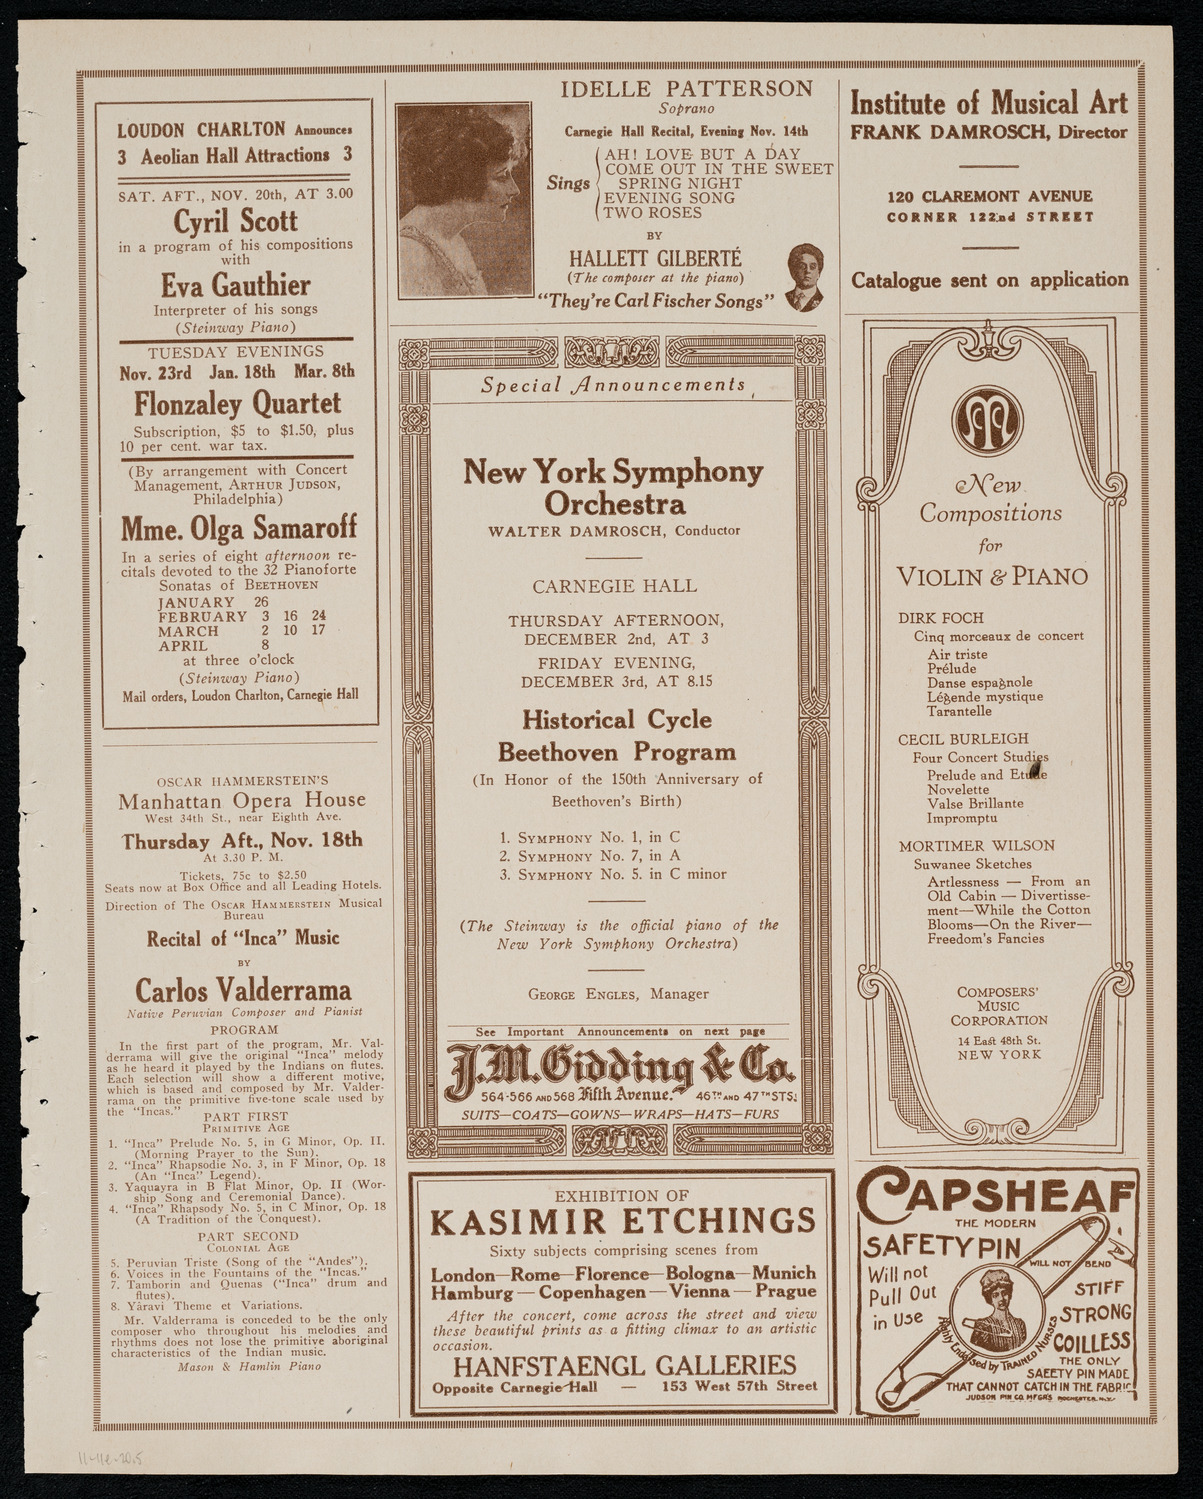 LOUDON CHARLTON Announces
3 Aeolian Hall Attractions 3
SAT. AFT., NOV. 20th, AT 3.00
Cyril Scott
in a program of his compositions
with
Eva Gauthier
Interpreter of his songs
(Steinway Piano)
TUESDAY EVENINGS
Nov. 23rd Jan. 18th Mar. 8th
Flonzaley Quartet
Subscription, $5 to $1.50, plus
10 per cent. war tax.
(By arrangement with Concert
Management, ARTHUR JUDSON,
Philadelphia)
Mme. Olga Samaroff
In a series of eight afternoon re-
citals devoted to the 32 Pianoforte
Sonatas of BEETHOVEN
JANUARY 26
FEBRUARY 3 16 24
MARCH 2 10 17
APRIL 8
at three o'clock
(Steinway Piano)
Mail orders, Loudon Charlton, Carnegie Hall
OSCAR HAMMERSTEIN'S
Manhattan Opera House
West 34th St., near Eighth Ave.
Thursday Aft., Nov. 18th
At 3.30 P. M.
Tickets, 75c to $2.50
Seats now at Box Office and all Leading Hotels.
Direction of The OSCAR HAMMERSTEIN Musical
Bureau
Recital of "Inca" Music
BY
Carlos Valderrama
Native Peruvian Composer and Pianist
PROGRAM
In the first part of the program, Mr. Val-
derrama will give the original "Inca" melody
as he heard it played by the Indians on flutes.
Each selection will show a different motive,
which is based and composed by Mr. Valder-
rama on the primitive five-tone scale used by
the "Incas."
PART FIRST
PRIMITIVE AGE
1. "Inca" Prelude No. 5, in G Minor, Op. II.
(Morning Prayer to the Sun).
2. "Inca" Rhapsodie No. 3, in F Minor, Op. 18
(An "Inca" Legend).
3. Yaquayra in B Flat Minor, Op. II (Wor-
ship Song and Ceremonial Dance).
4. "Inca" Rhapsody No. 5, in C Minor, Op. 18
(A Tradition of the Conquest).
PART SECOND
COLONIAL AGE
5. Peruvian Triste (Song of the "Andes").
6. Voices in the Fountains of the "Incas."
7. Tamborin and Quenas ("Inca" drum and
flutes).
8. Yâravi Theme et Variations.
Mr. Valderrama is conceded to be the only
composer who throughout his melodies and
rhythms does not lose the primitive aboriginal
characteristics of the Indian music.
Mason & Hamlin Piano
IDELLE PATTERSON
Soprano
Carnegie Hall Recital, Evening Nov. 14th
Sings
AH! LOVE BUT A DAY
COME OUT IN THE SWEET
SPRING NIGHT
EVENING SONG
TWO ROSES
BY
HALLETT GILBERTÉ
(The composer at the piano)
"They're Carl Fischer Songs"
Special Announcements
New York Symphony
Orchestra
WALTER DAMROSCH, Conductor
CARNEGIE HALL
THURSDAY AFTERNOON,
DECEMBER 2nd, AT 3
FRIDAY EVENING,
DECEMBER 3rd, AT 8.15
Historical Cycle
Beethoven Program
(In Honor of the 150th Anniversary of
Beethoven's Birth)
1. SYMPHONY No. 1, in C
2. SYMPHONY No. 7, in A
3. SYMPHONY No. 5. in C minor
(The Steinway is the official piano of the
New York Symphony Orchestra)
GEORGE ENGLES, Manager
See Important Announcements on next page
J.M. Gidding & Co.
564-566 AND 568 Fifth Avenue. 46TH AND 47TH STS.
SUITS—COATS—GOWNS—WRAPS—HATS—FURS
EXHIBITION OF
KASIMIR ETCHINGS
Sixty subjects comprising scenes from
London—Rome—Florence—Bologna—Munich
Hamburg — Copenhagen — Vienna — Prague
After the concert, come across the street and view
these beautiful prints as a fitting climax to an artistic
occasion.
HANFSTAENGL GALLERIES
Opposite Carnegie Hall — 153 West 57th Street
Institute of Musical Art
FRANK DAMROSCH, Director
120 CLAREMONT AVENUE
CORNER 122nd STREET
Catalogue sent on application
New
Compositions
for
VIOLIN & PIANO
DIRK FOCH
Cinq morceaux de concert
Air triste
Prélude
Danse espagnole
Légende mystique
Tarantelle
CECIL BURLEIGH
Four Concert Studies
Prelude and Etude
Novelette
Valse Brillante
Impromptu
MORTIMER WILSON
Suwanee Sketches
Artlessness — From an
Old Cabin — Divertisse-
ment—While the Cotton
Blooms—On the River—
Freedom's Fancies
COMPOSERS'
MUSIC
CORPORATION
14 East 48th St.
NEW YORK
CAPSHEAF
THE MODERN
SAFETY PIN
WILL NOT BEND
Will not
Pull Out
in Use
STIFF
STRONG
COILLESS
Highly Endorsed by TRAINED NURSES
THE ONLY
SAFETY PIN MADE
THAT CANNOT CATCH IN THE FABRIC
JUDSON PIN CO. MFGRS ROCHESTER, N.Y.
11-11e-20.5